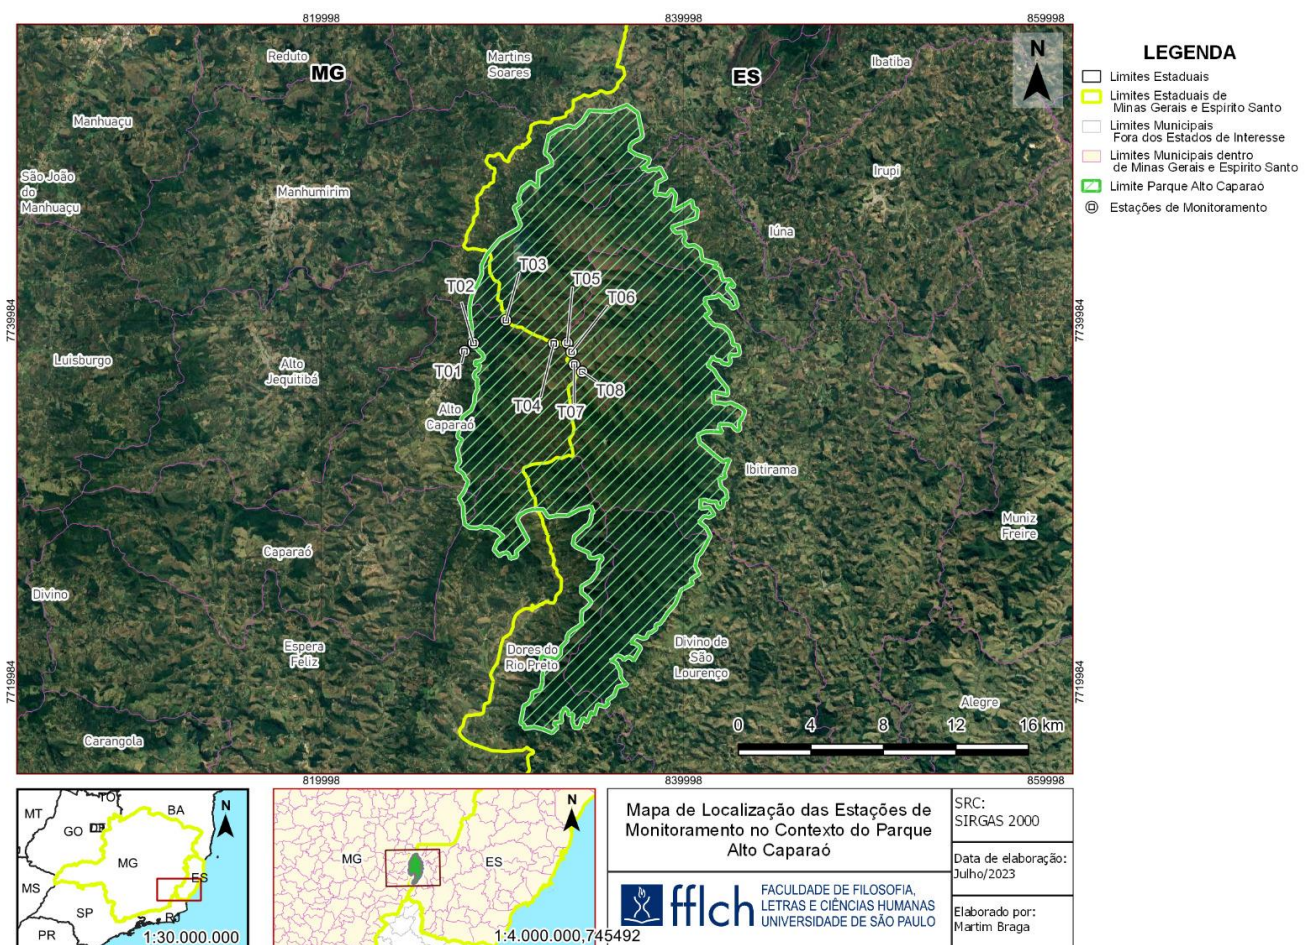 819998
839998
859998
MG
ES
N
Reduto
Martins
Soares
Ibatiba
Manhuaçu
São João
do
Manhuaçu
Manhumirim
Irupi
Iúna
T03
T05
T02
T06
7739984
7739984
Luisburgo
Alto
Jequitibá
T01
T08
T04
T07
Alto
Caparaó
Ibitirama
Muniz
Freire
Caparaó
Divino
Espera
Feliz
Dores do
Rio Preto
Divino de
São
Lourenço
7719984
7719984
Alegre
Carangola
0 4 8 12 16 km
819998
839998
859998
LEGENDA
Limites Estaduais
Limites Estaduais de
Minas Gerais e Espírito Santo
Limites Municipais
Fora dos Estados de Interesse
Limites Municipais dentro
de Minas Gerais e Espírito Santo
Limite Parque Alto Caparaó
Estações de Monitoramento
MT
TO
BA
N
GO
DF
MG
ES
MS
SP
RJ
PR
1:30.000.000
N
MG
ES
1:4.000.000,745492
Mapa de Localização das Estações de
Monitoramento no Contexto do Parque
Alto Caparaó
fflch
FACULDADE DE FILOSOFIA,
LETRAS E CIÊNCIAS HUMANAS
UNIVERSIDADE DE SÃO PAULO
SRC:
SIRGAS 2000
Data de elaboração:
Julho/2023
Elaborado por:
Martim Braga